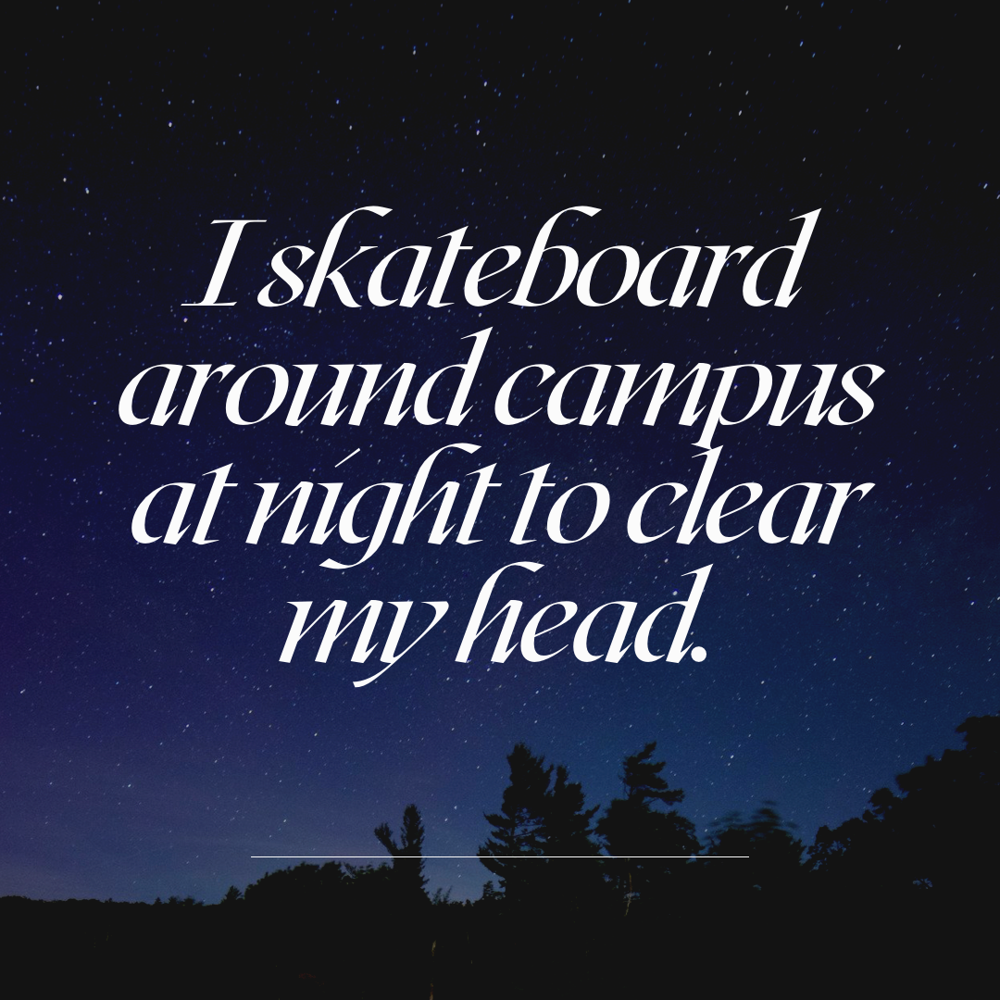 I skateboard
around campus
at night to clear
my head.